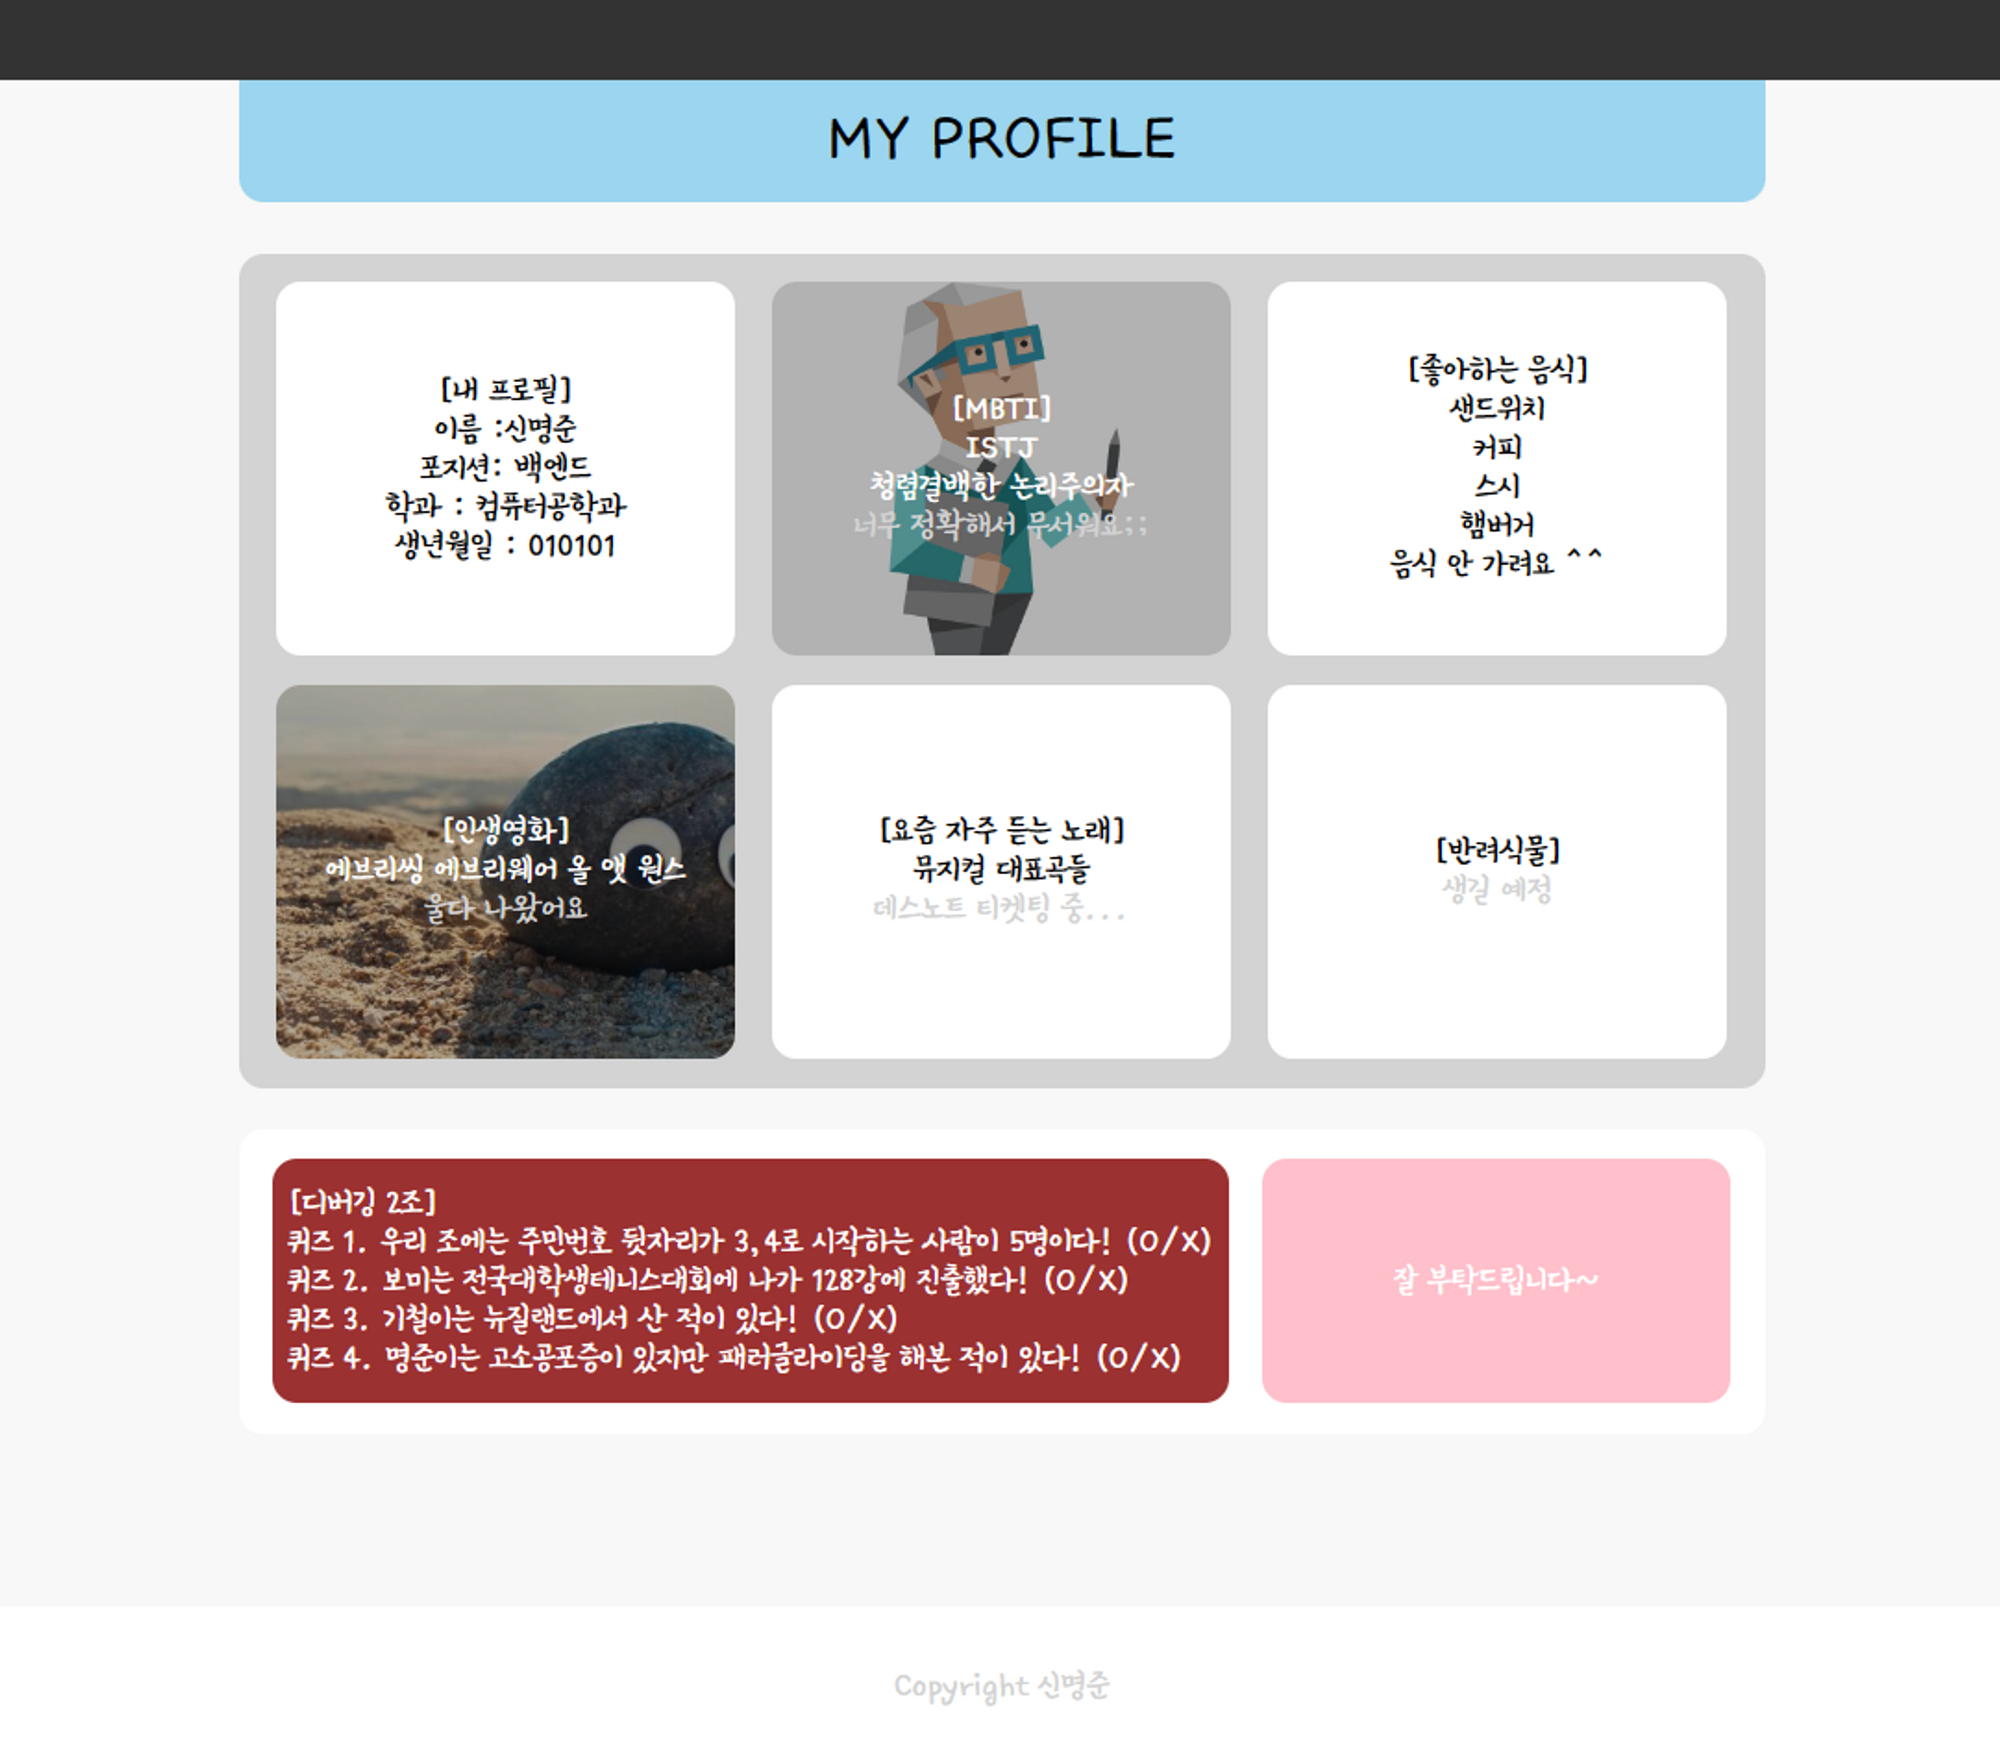 MY PROFILE
[내 프로필]
이름 :신명준
포지션: 백엔드
학과 : 컴퓨터공학과
생년월일 : 010101
[MBTI]
ISTJ
청렴결백한 논리주의자
너무 정확해서 무서워요;;
[좋아하는 음식]
샌드위치
커피
스시
햄버거
음식 안 가려요 ^^
[인생영화]
에브리씽 에브리웨어 올 앳 원스
울다 나왔어요
[요즘 자주 듣는 노래]
뮤지컬 대표곡들
데스노트 티켓팅 중...
[반려식물]
생길 예정
[디버깅 2조]
퀴즈 1. 우리 조에는 주민번호 뒷자리가 3,4로 시작하는 사람이 5명이다! (O/X)
퀴즈 2. 보미는 전국대학생테니스대회에 나가 128강에 진출했다! (O/X)
퀴즈 3. 기철이는 뉴질랜드에서 산 적이 있다! (O/X)
퀴즈 4. 명준이는 고소공포증이 있지만 패러글라이딩을 해본 적이 있다! (O/X)
잘 부탁드립니다~
Copyright 신명준